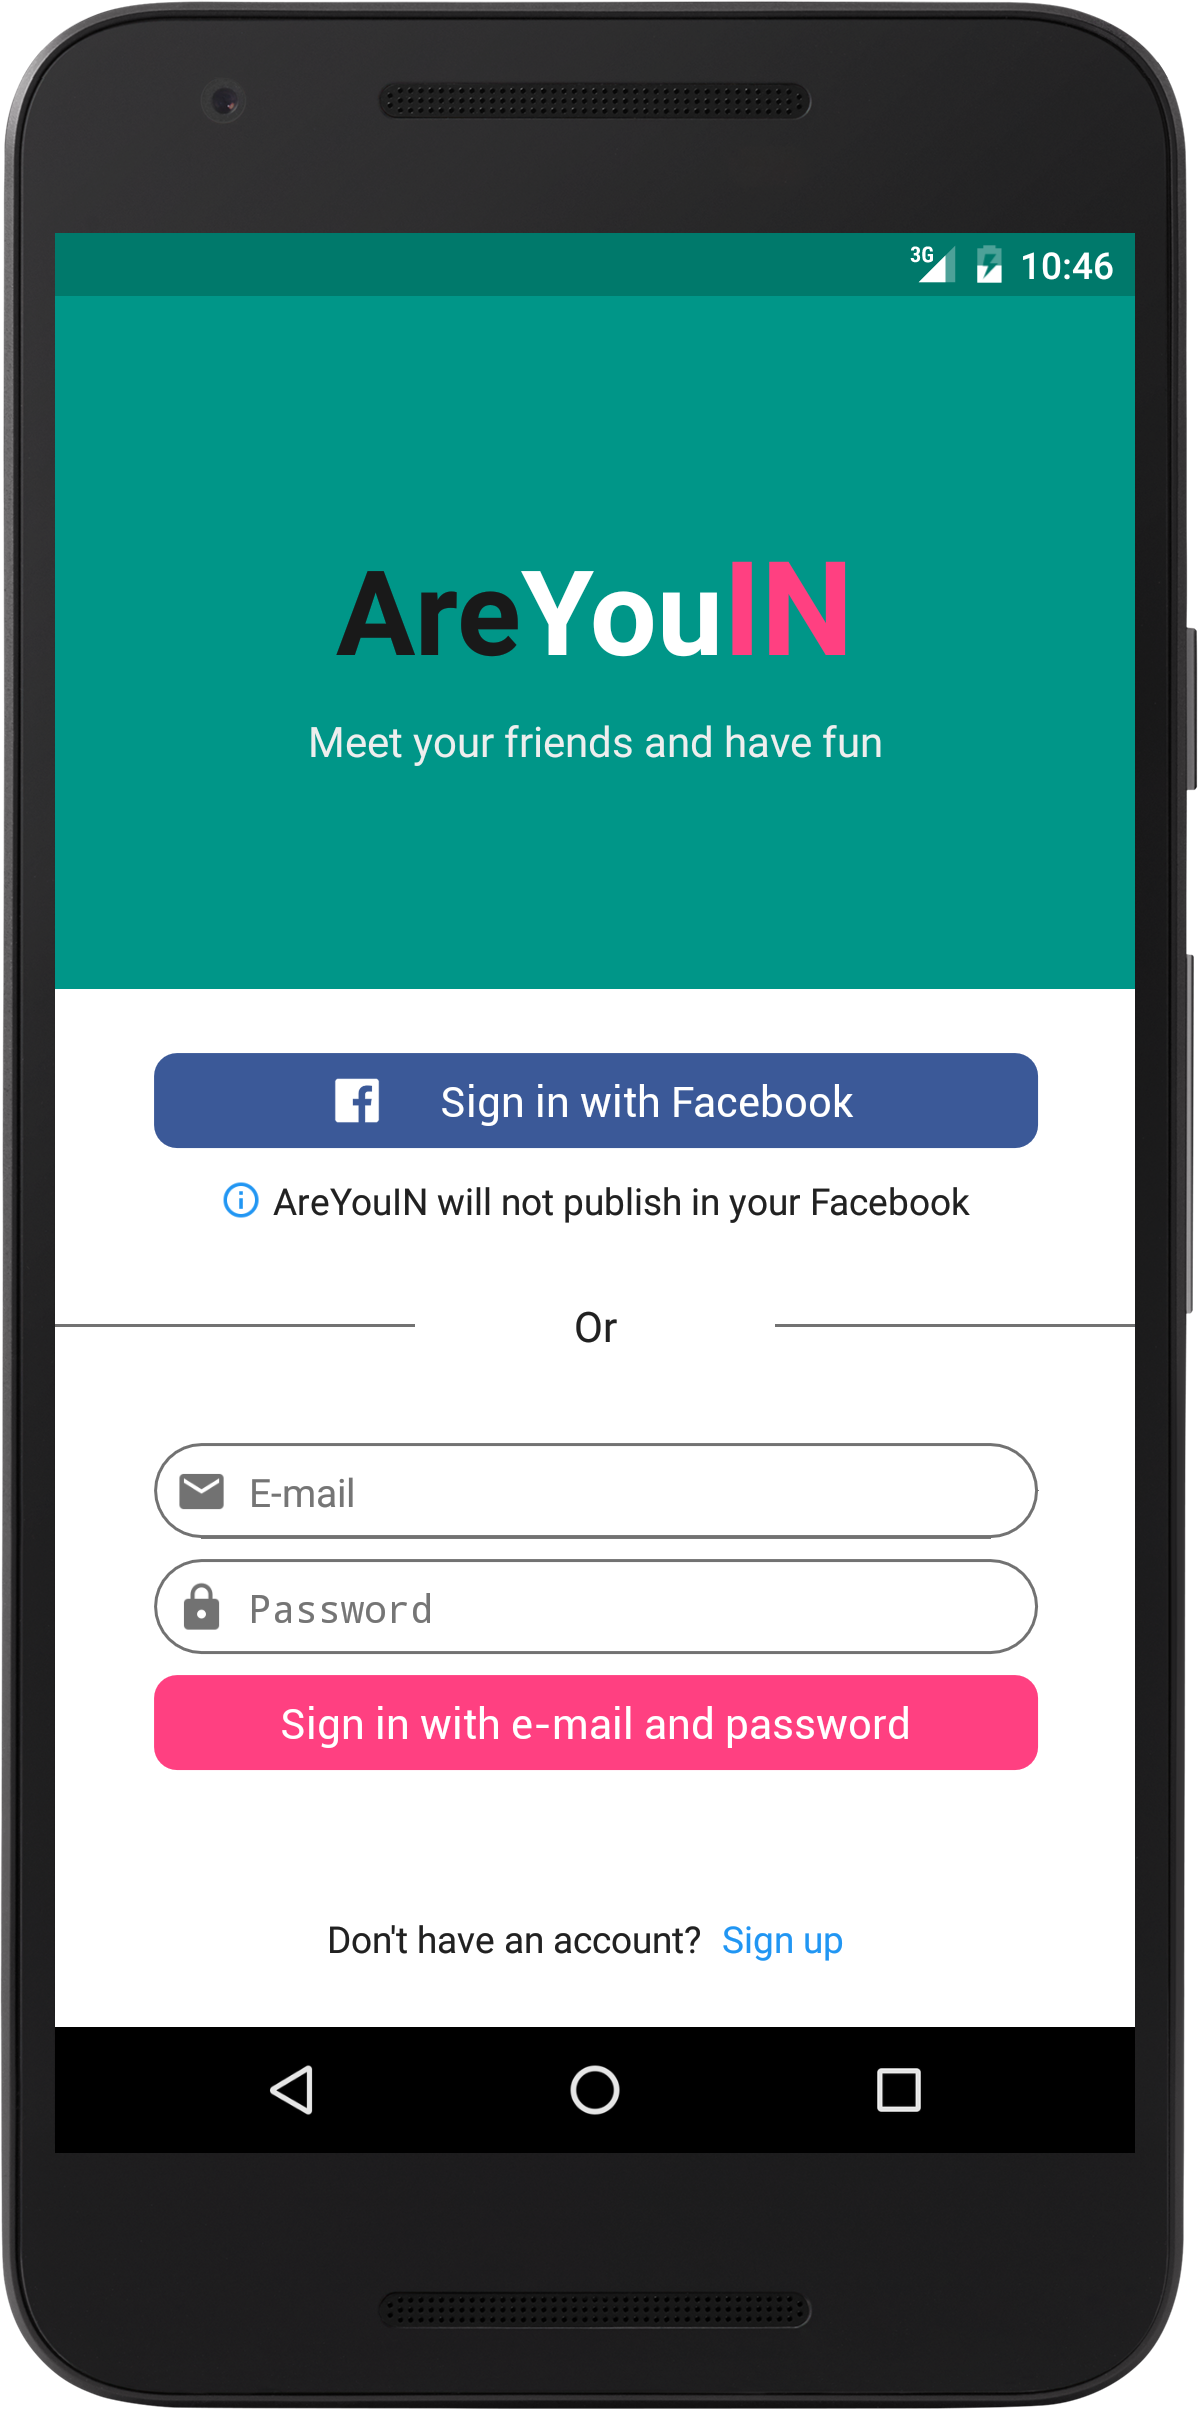 3G 10:46
AreYouIN
Meet your friends and have fun
Sign in with Facebook
AreYouIN will not publish in your Facebook
Or
E-mail
Password
Sign in with e-mail and password
Don't have an account? Sign up